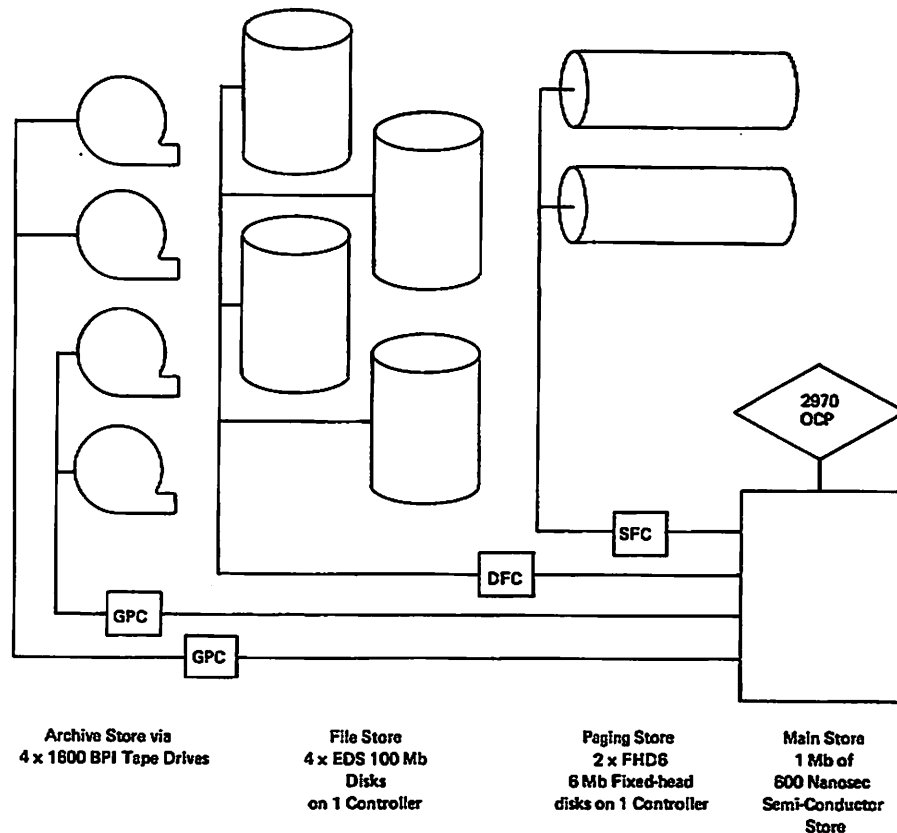 2970
OCP
SFC
DFC
GPC
GPC
Archive Store via
4 x 1600 BPI Tape Drives
File Store
4 x EDS 100 Mb
Disks
on 1 Controller
Paging Store
2 x FHD6
6 Mb Fixed-head
disks on 1 Controller
Main Store
1 Mb of
600 Nanosec
Semi-Conductor
Store